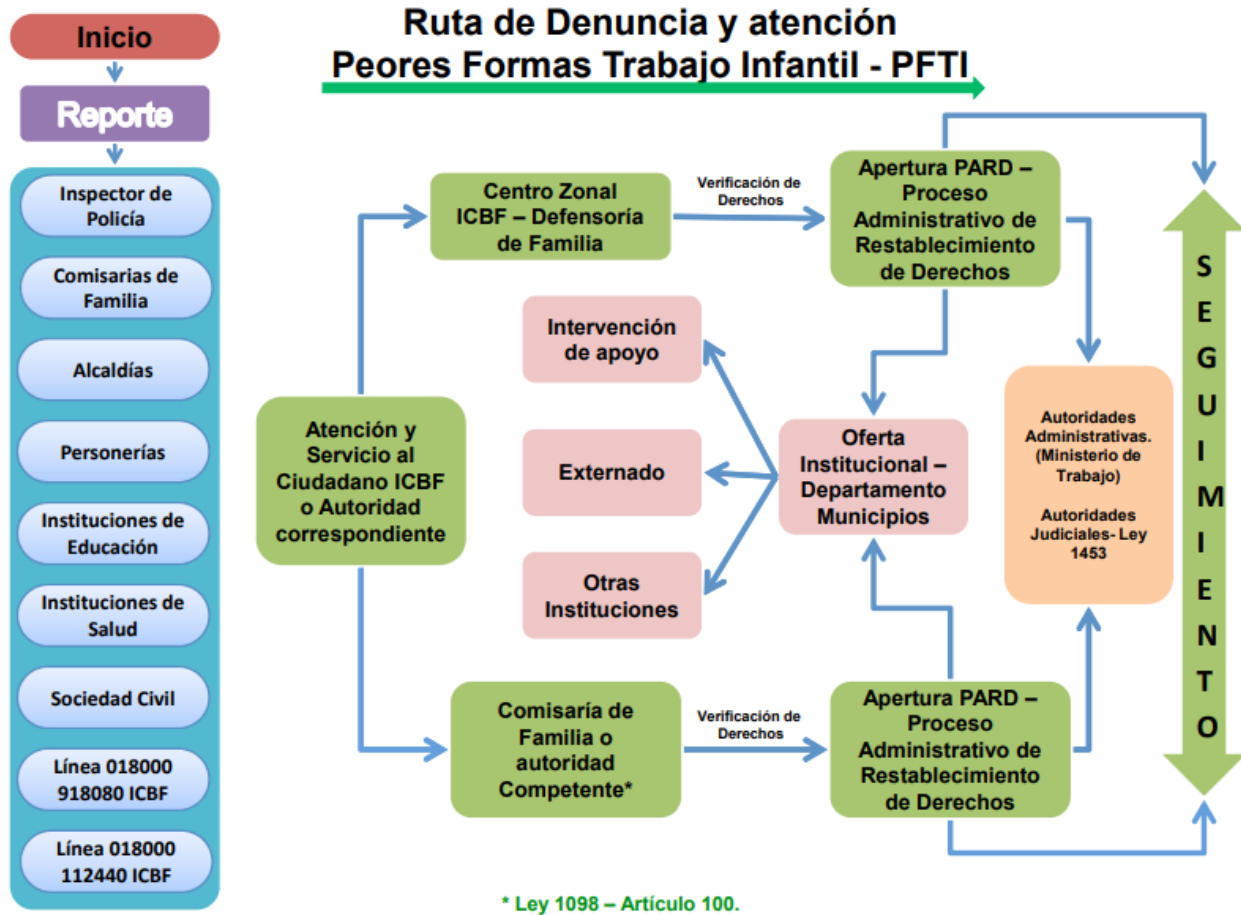 Ruta de Denuncia y atención
Peores Formas Trabajo Infantil - PFTI
Inicio
Reporte
Inspector de
Policía
Comisarias de
Familia
Alcaldías
Personerías
Instituciones de
Educación
Instituciones de
Salud
Sociedad Civil
Línea 018000
918080 ICBF
Línea 018000
112440 ICBF
Atención y
Servicio al
Ciudadano ICBF
o Autoridad
correspondiente
Centro Zonal
ICBF – Defensoría
de Familia
Verificación de
Derechos
Apertura PARD –
Proceso
Administrativo de
Restablecimiento
de Derechos
Intervención
de apoyo
Externado
Otras
Instituciones
Oferta
Institucional –
Departamento
Municipios
Autoridades
Administrativas.
(Ministerio de
Trabajo)
Autoridades
Judiciales- Ley
1453
Comisaría de
Familia o
autoridad
Competente*
Verificación de
Derechos
Apertura PARD –
Proceso
Administrativo de
Restablecimiento
de Derechos
S
E
G
U
I
M
I
E
N
T
O
* Ley 1098 – Artículo 100.